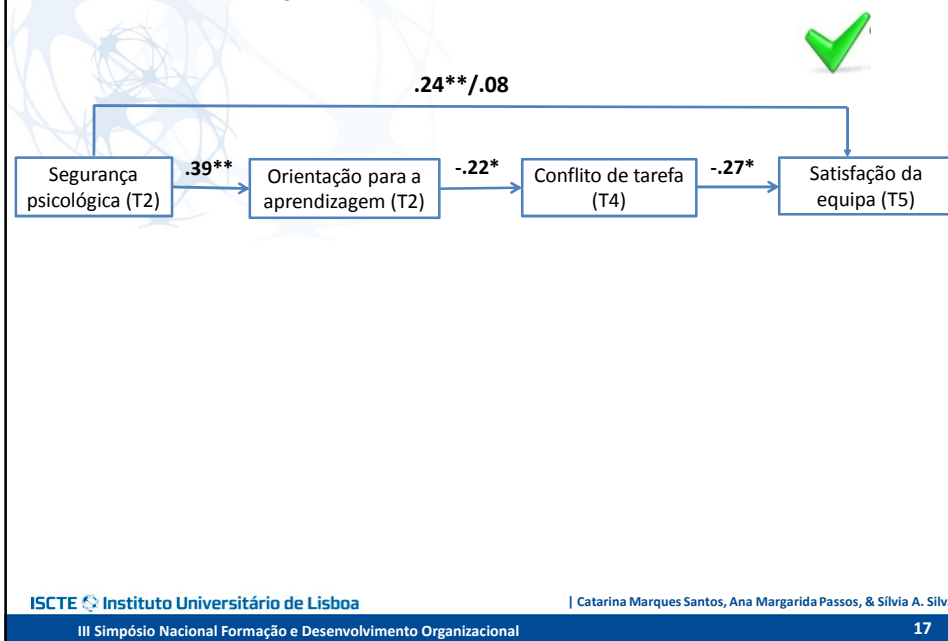 .24**/.08
Segurança
psicológica (T2)
.39**
Orientação para a
aprendizagem (T2)
-.22*
Conflito de tarefa
(T4)
-.27*
Satisfação da
equipa (T5)
ISCTE Instituto Universitário de Lisboa
| Catarina Marques Santos, Ana Margarida Passos, & Sílvia A. Silv
III Simpósio Nacional Formação e Desenvolvimento Organizacional
17